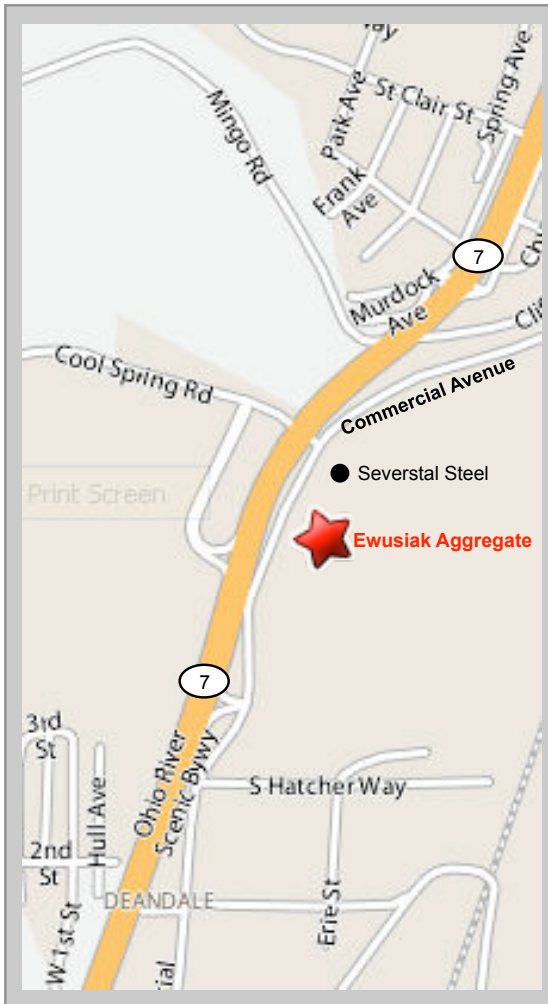 ay
St Clair St
Spring Ave
Park Ave
Mingo Rd
Frank
Ave
7
Murdock
Ave
Cool Spring Rd
Commercial Avenue
Severstal Steel
Print Screen
Ewusiak Aggregate
7
3rd
St
Ohio River
Scenic Bywy
S Hatcher Way
Hull Ave
2nd
St
DEANDALE
Erie St
W 1st St